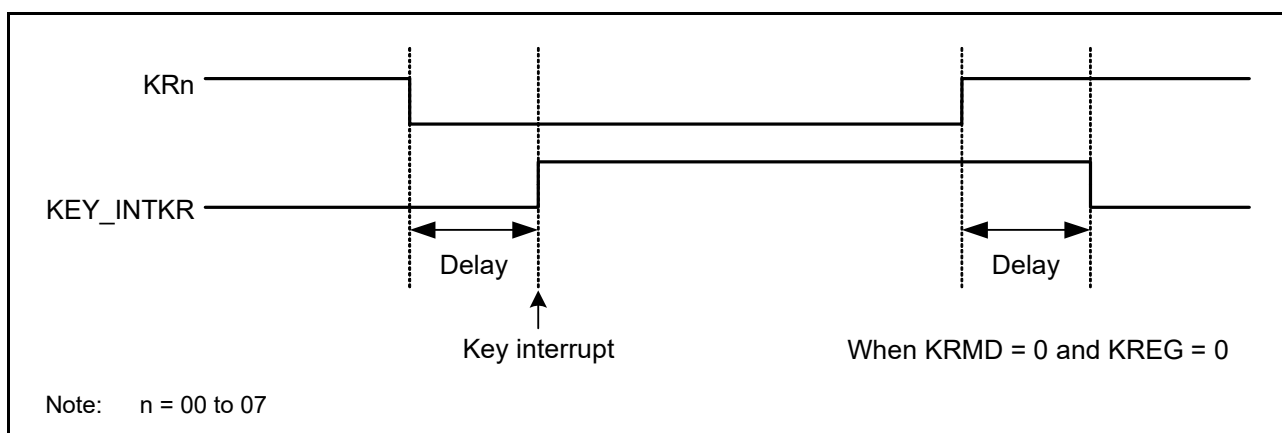 KRn
KEY_INTKR
Delay Delay
Key interrupt When KRMD = 0 and KREG = 0
Note: n = 00 to 07